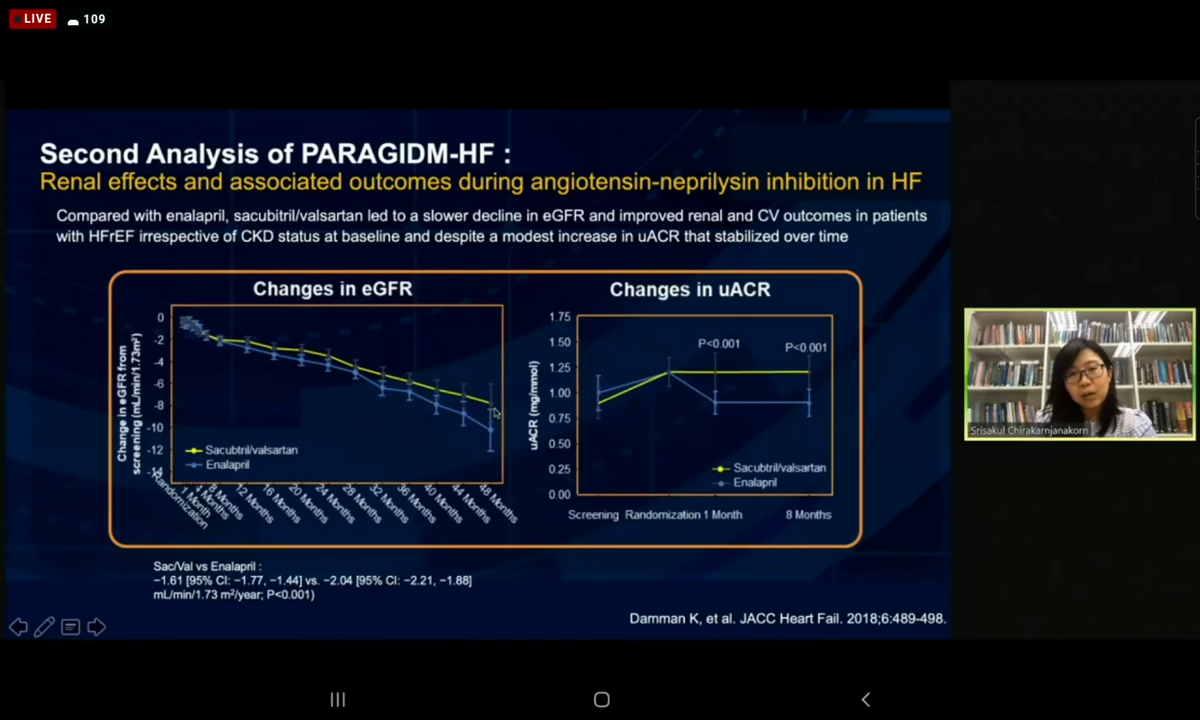 LIVE 109
Second Analysis of PARAGIDM-HF :
Renal effects and associated outcomes during angiotensin-neprilysin inhibition in HF
Compared with enalapril, sacubitril/valsartan led to a slower decline in eGFR and improved renal and CV outcomes in patients
with HFrEF irrespective of CKD status at baseline and despite a modest increase in uACR that stabilized over time
Changes in eGFR
Change in eGFR from
screening (mL/min/1.73m²)
0
-2
-4
-6
-8
-10
-12
-14
Sacubtril/valsartan
Enalapril
Randomization
1 Month
4 Months
8 Months
12 Months
16 Months
20 Months
24 Months
28 Months
32 Months
36 Months
40 Months
44 Months
48 Months
Changes in uACR
uACR (mg/mmol)
1.75
1.50
1.25
1.00
0.75
0.50
0.25
0.00
P<0.001
P<0.001
Sacubtril/valsartan
Enalapril
Screening Randomization 1 Month 8 Months
Srisakul Chirakarnjanakorn
Sac/Val vs Enalapril :
−1.61 [95% CI: −1.77, −1.44] vs. −2.04 [95% CI: −2.21, −1.88]
mL/min/1.73 m²/year; P<0.001)
Damman K, et al. JACC Heart Fail. 2018;6:489-498.